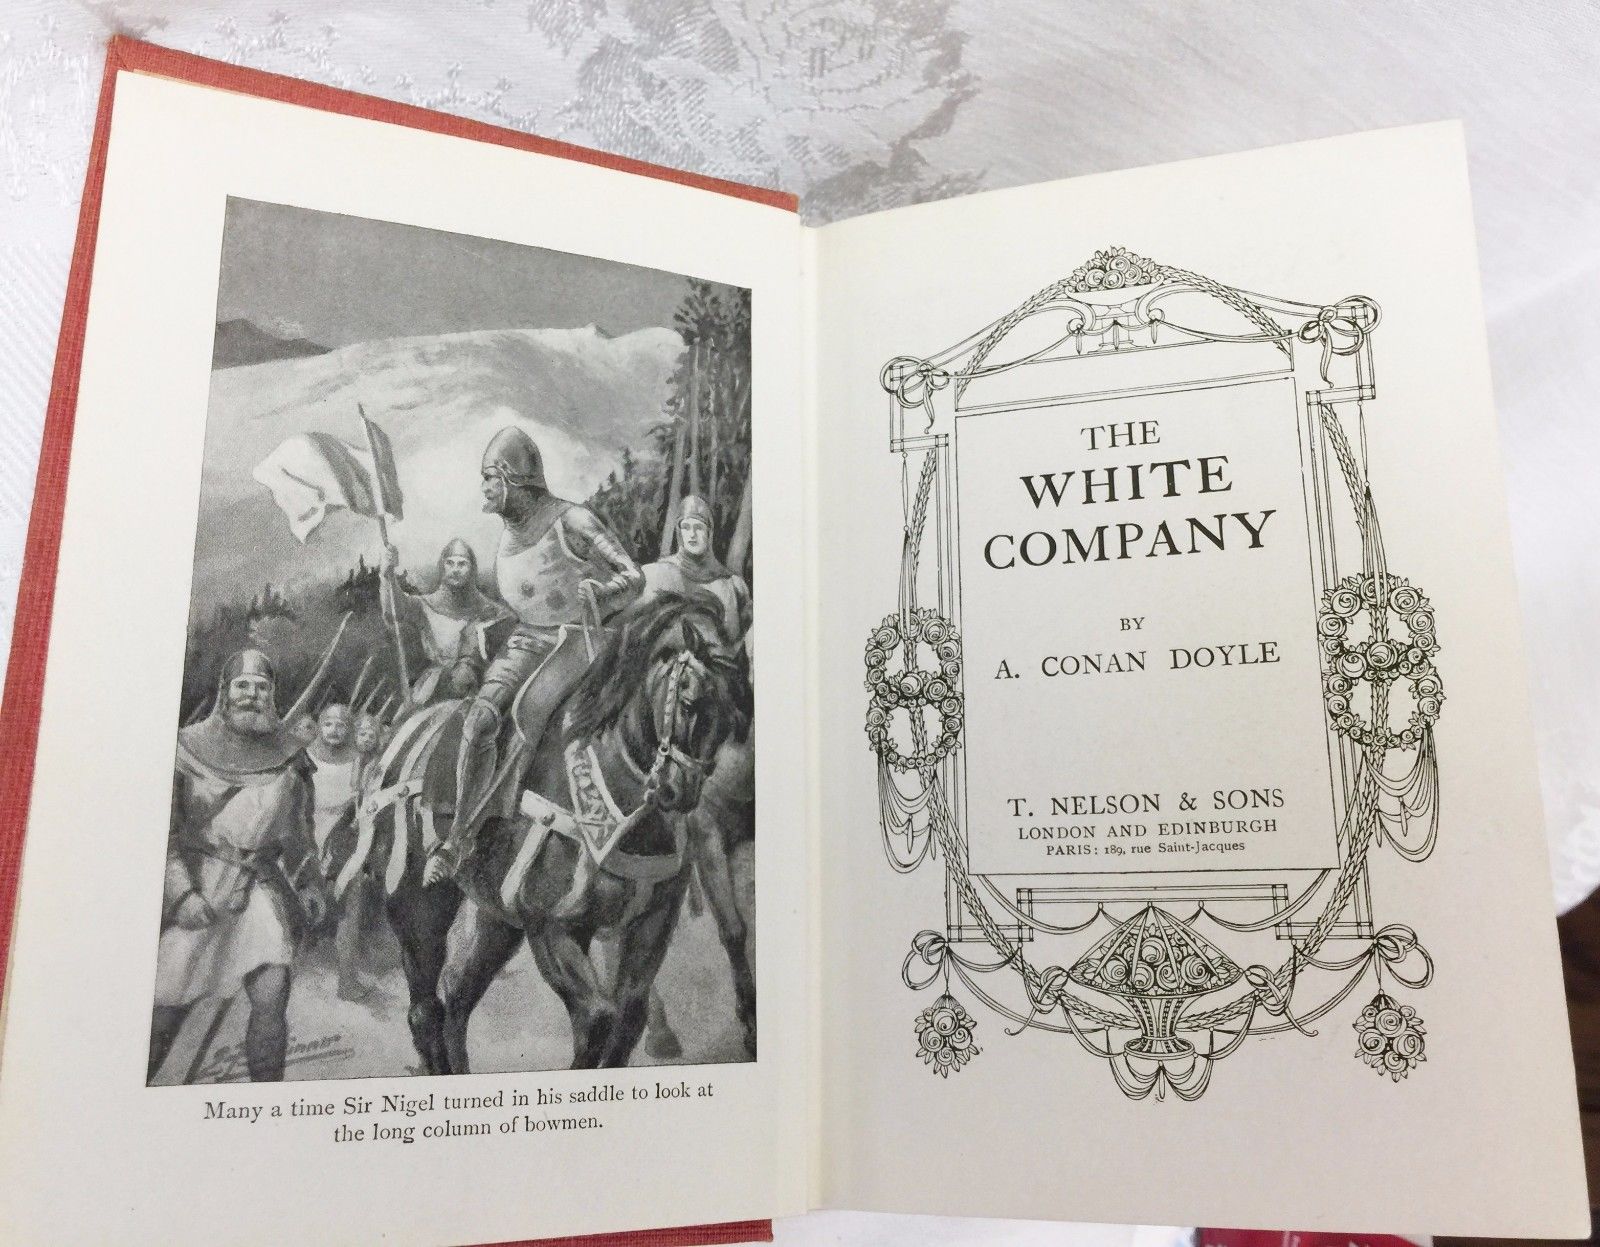 Many a time Sir Nigel turned in his saddle to look at
the long column of bowmen.
THE
WHITE
COMPANY
BY
A. CONAN DOYLE
T. NELSON & SONS
LONDON AND EDINBURGH
PARIS: 189, rue Saint-Jacques